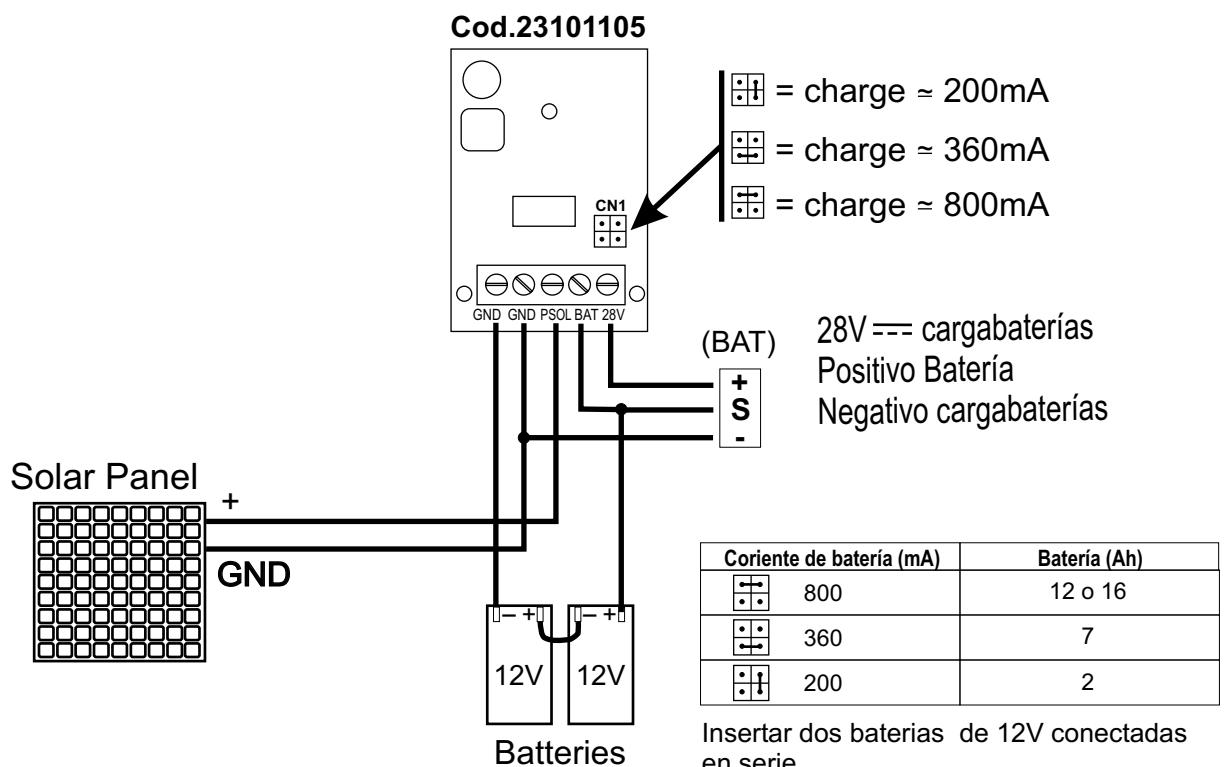 Cod.23101105
= charge ≃ 200mA
= charge ≃ 360mA
= charge ≃ 800mA
CN1
GND GND PSOL BAT 28V
(BAT)
+
S
-
28V cargabaterías
Positivo Batería
Negativo cargabaterías
Solar Panel
+
GND
– + – +
12V 12V
Batteries
Coriente de batería (mA) Batería (Ah)
800 12 o 16
360 7
200 2
Insertar dos baterias de 12V conectadas
en serie